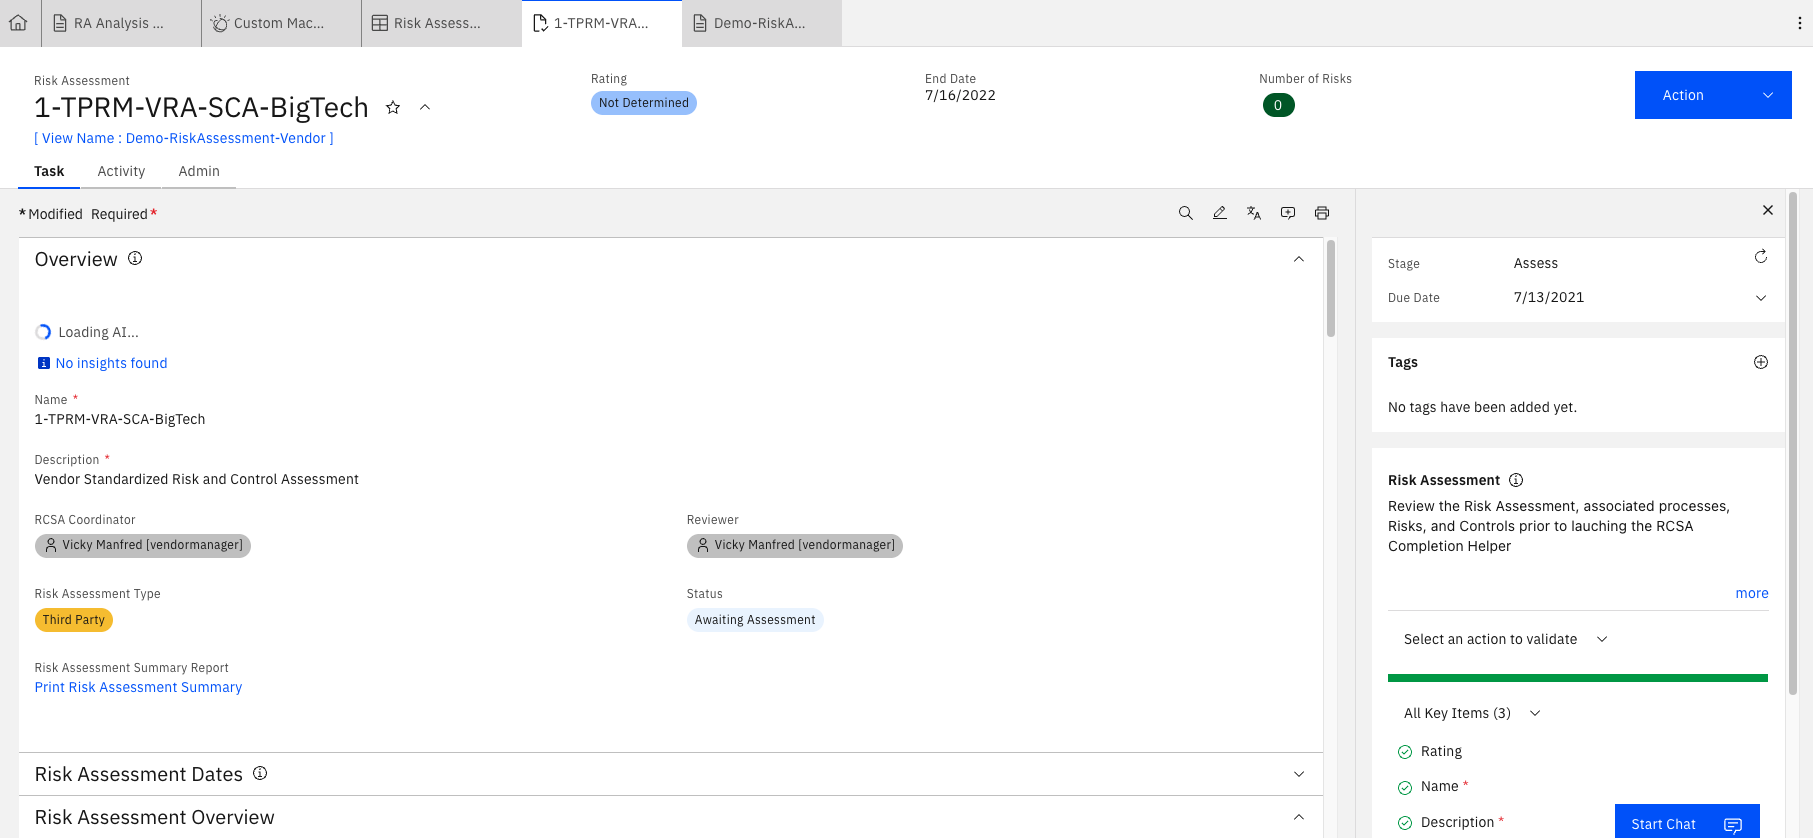 RA Analysis ...
Custom Mac...
Risk Assess...
1-TPRM-VRA...
Demo-RiskA...
Risk Assessment
1-TPRM-VRA-SCA-BigTech
[ View Name : Demo-RiskAssessment-Vendor ]
Rating
Not Determined
End Date
7/16/2022
Number of Risks
0
Action
Task
Activity
Admin
* Modified Required *
Overview
Loading AI...
No insights found
Name *
1-TPRM-VRA-SCA-BigTech
Description *
Vendor Standardized Risk and Control Assessment
RCSA Coordinator
Vicky Manfred [vendormanager]
Reviewer
Vicky Manfred [vendormanager]
Risk Assessment Type
Third Party
Status
Awaiting Assessment
Risk Assessment Summary Report
Print Risk Assessment Summary
Risk Assessment Dates
Risk Assessment Overview
Stage
Assess
Due Date
7/13/2021
Tags
No tags have been added yet.
Risk Assessment
Review the Risk Assessment, associated processes,
Risks, and Controls prior to lauching the RCSA
Completion Helper
more
Select an action to validate
All Key Items (3)
Rating
Name *
Description *
Start Chat